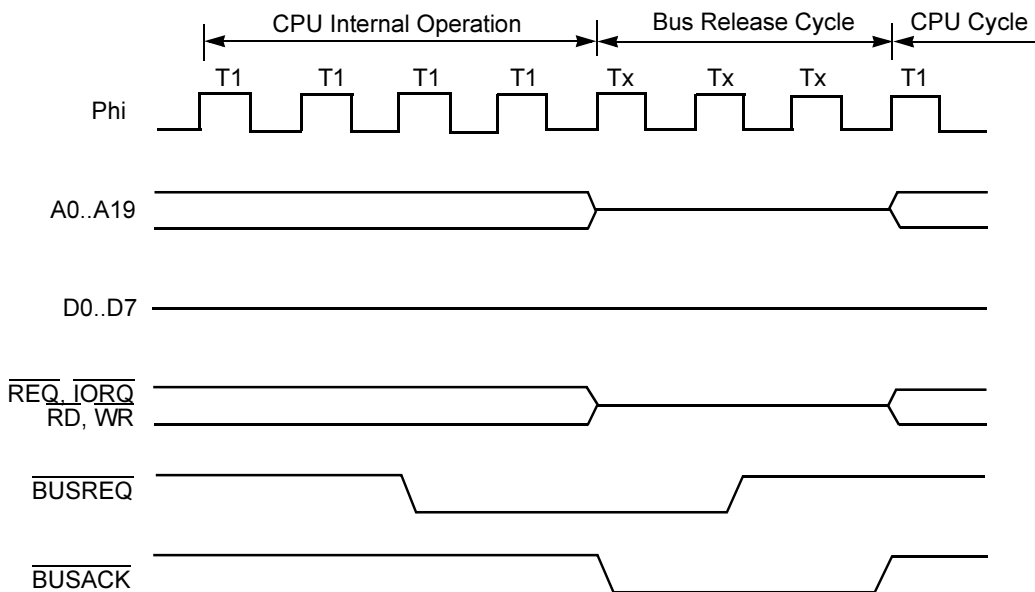 CPU Internal Operation Bus Release Cycle CPU Cycle
T1 T1 T1 T1 Tx Tx Tx T1
Phi
A0..A19
D0..D7
REQ, IORQ
RD, WR
BUSREQ
BUSACK